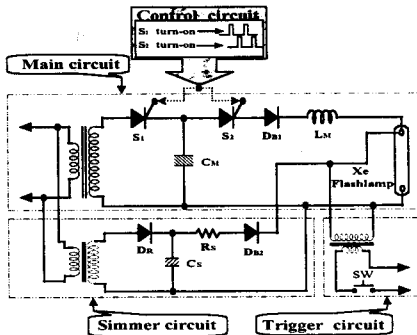 Control circuit
S1 turn-on
S2 turn-on
Main circuit
S1
S2
DB1
LM
CM
Xe
Flashlamp
DR
RS
DB2
CS
SW
Simmer circuit
Trigger circuit